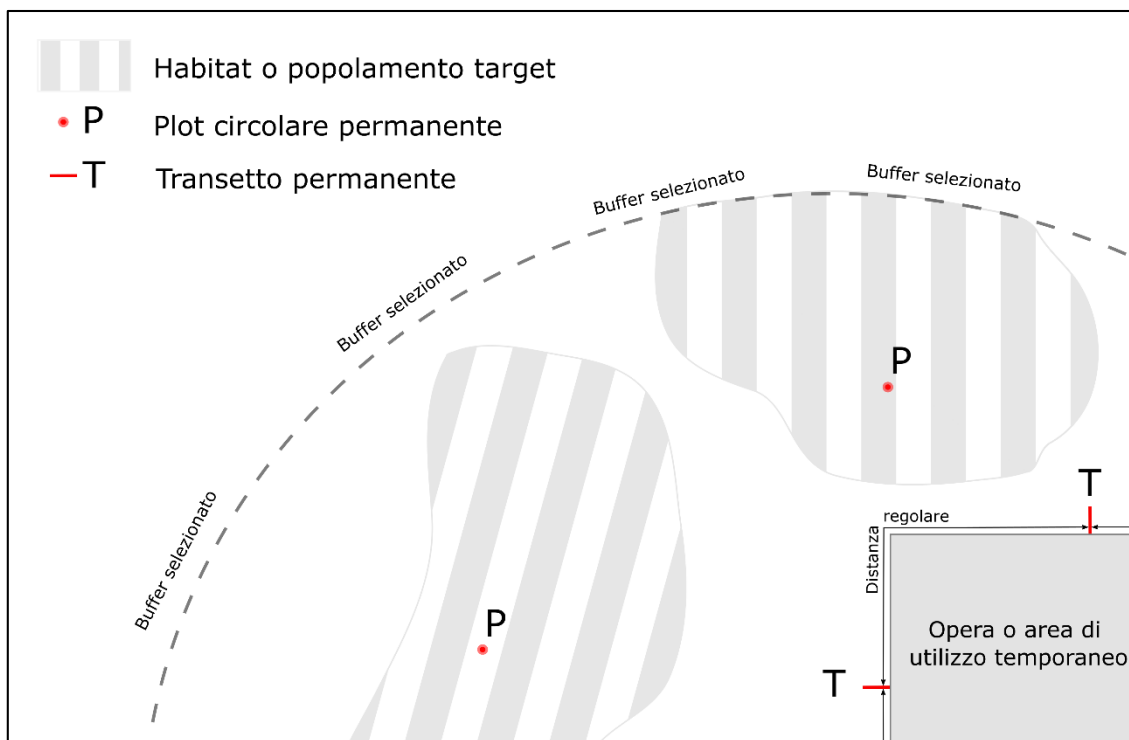 Habitat o popolamento target
P Plot circolare permanente
T Transetto permanente
Buffer selezionato
Buffer selezionato
Buffer selezionato
Buffer selezionato
P
P
T
regolare
Distanza
Opera o area di
utilizzo temporaneo
T